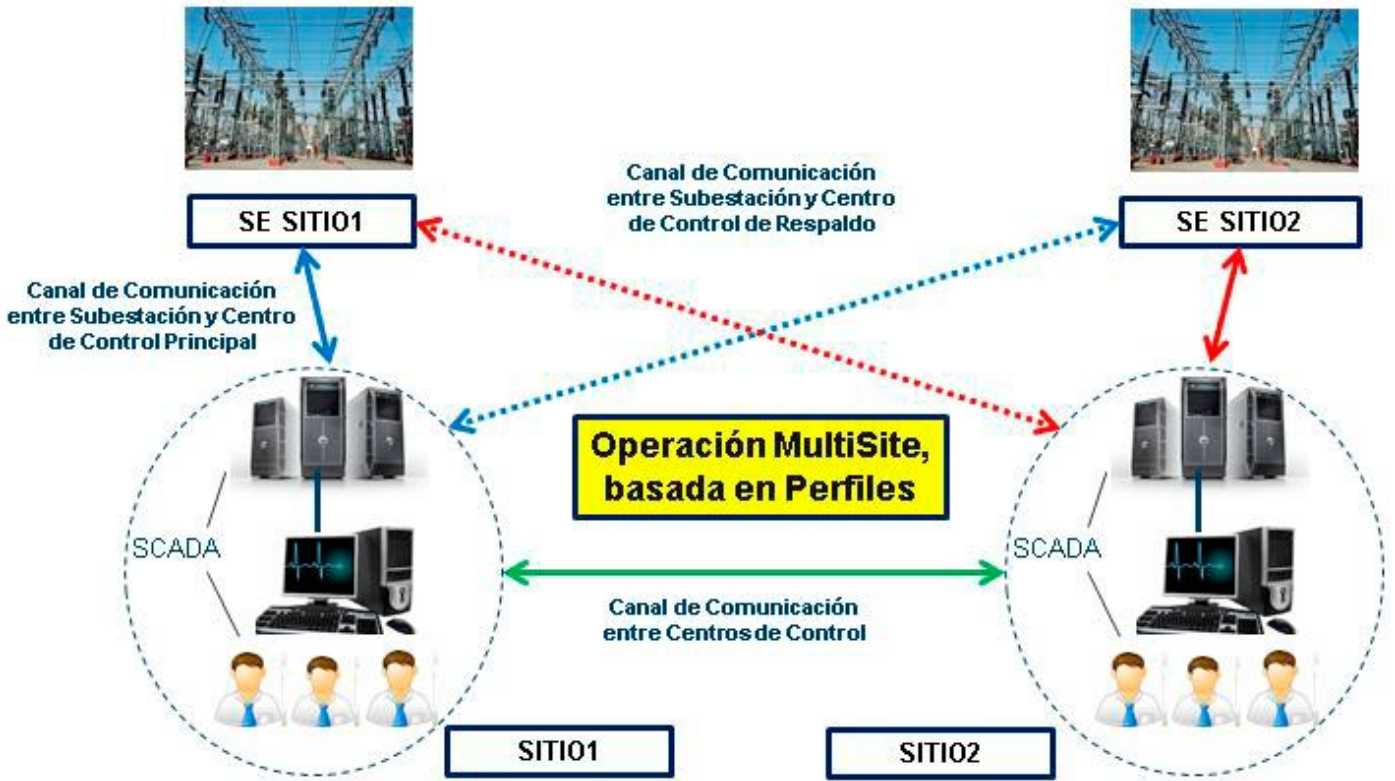 Canal de Comunicación
entre Subestación y Centro
de Control de Respaldo
SE SITIO1
SE SITIO2
Canal de Comunicación
entre Subestación y Centro
de Control Principal
Operación MultiSite,
basada en Perfiles
SCADA
SCADA
Canal de Comunicación
entre Centros de Control
SITIO1
SITIO2